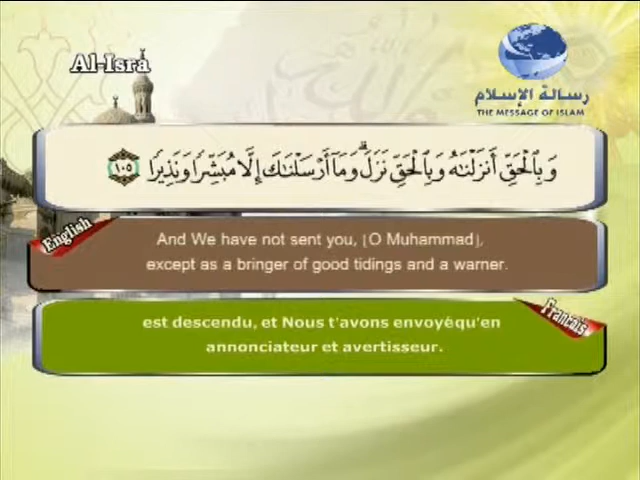 Al-Isrá
رسالة الإسلام
THE MESSAGE OF ISLAM
وَبِالْحَقِّ أَنزَلْنَاهُ وَبِالْحَقِّ نَزَلَ ۗ وَمَا أَرْسَلْنَاكَ إِلَّا مُبَشِّرًا وَنَذِيرًا ١٠٥
English
And We have not sent you, [O Muhammad],
except as a bringer of good tidings and a warner.
Francais
est descendu, et Nous t'avons envoyéqu'en
annonciateur et avertisseur.